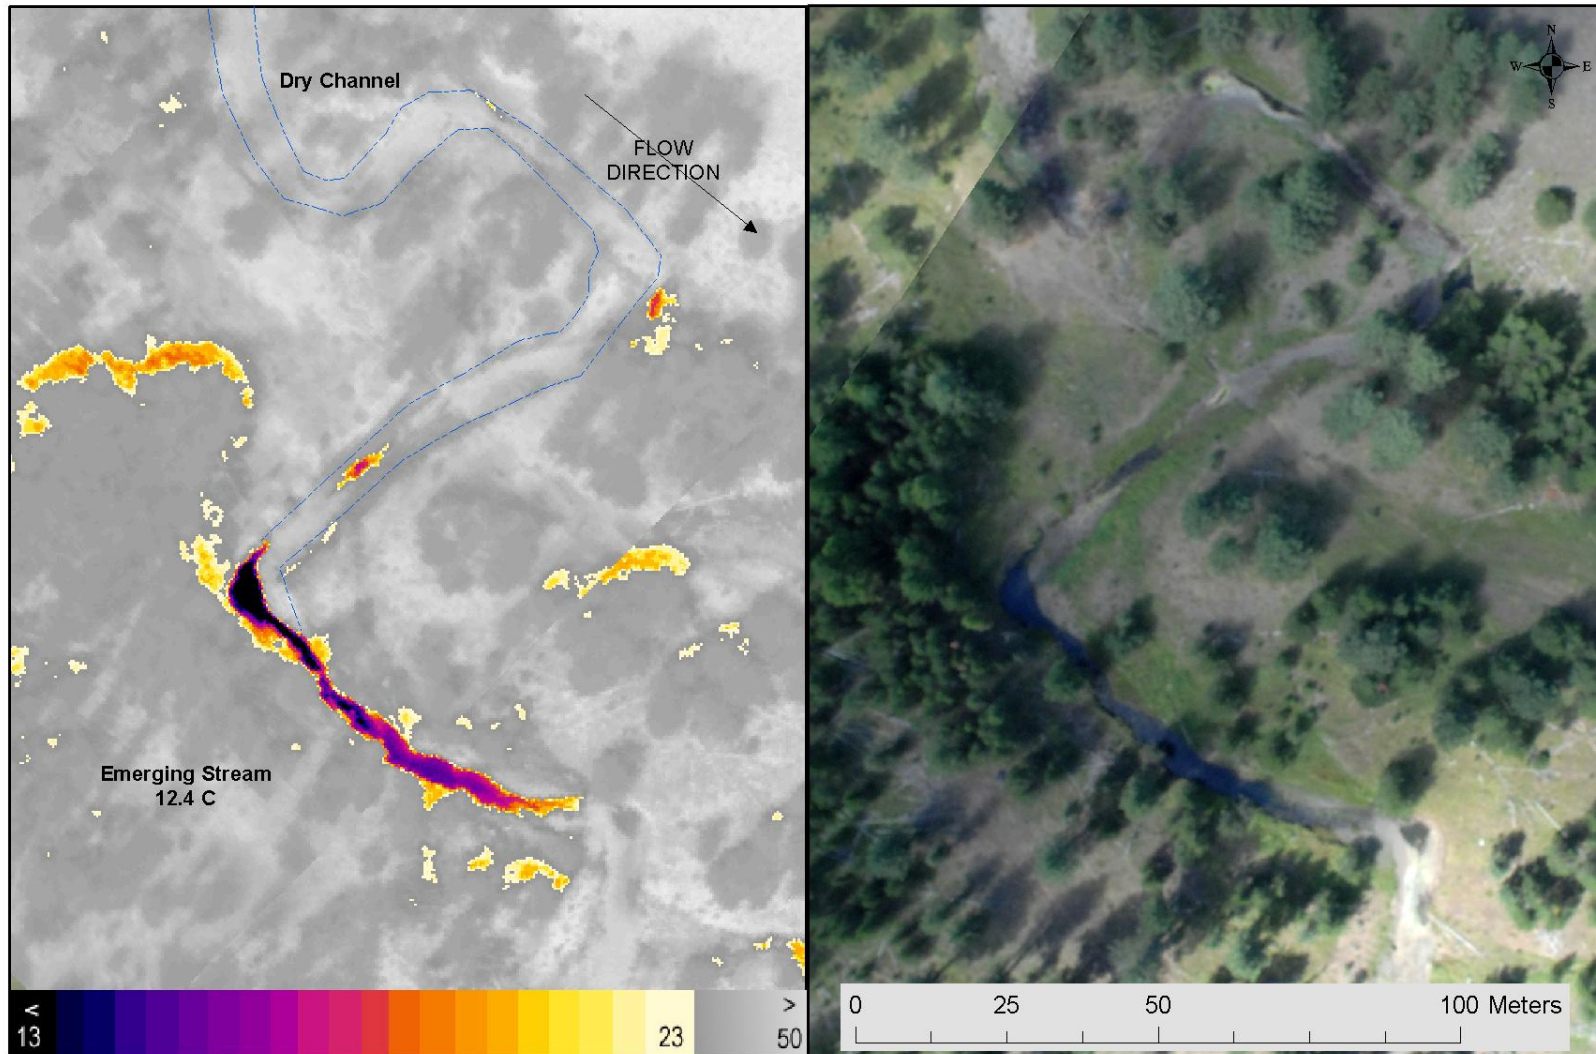 Dry Channel
FLOW
DIRECTION
Emerging Stream
12.4 C
< 13
23
> 50
N
W E
S
0 25 50 100 Meters